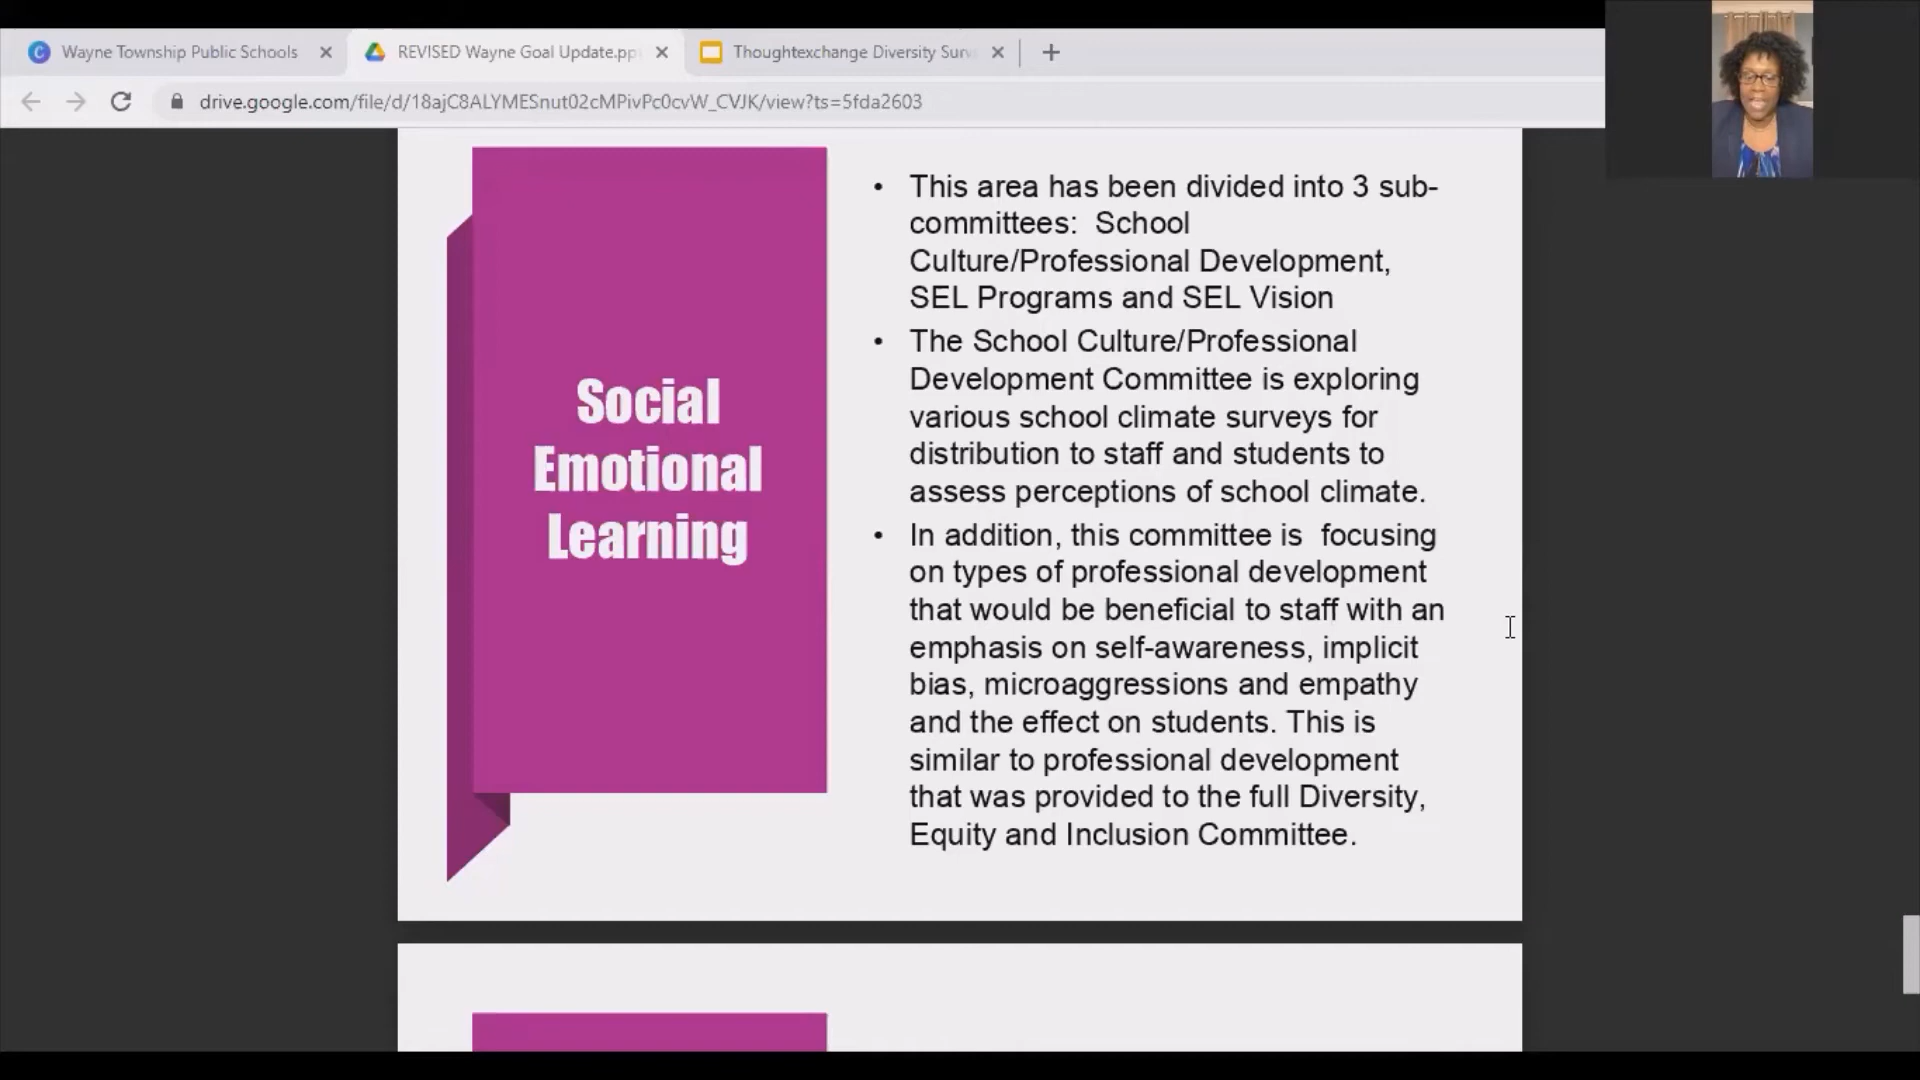 Wayne Township Public Schools
REVISED Wayne Goal Update.pp
Thoughtexchange Diversity Surv
drive.google.com/file/d/18ajC8ALYMESnut02cMPivPc0cvW_CVJK/view?ts=5fda2603
Social
Emotional
Learning
• This area has been divided into 3 sub-
committees:  School
Culture/Professional Development,
SEL Programs and SEL Vision
• The School Culture/Professional
Development Committee is exploring
various school climate surveys for
distribution to staff and students to
assess perceptions of school climate.
• In addition, this committee is  focusing
on types of professional development
that would be beneficial to staff with an
emphasis on self-awareness, implicit
bias, microaggressions and empathy
and the effect on students. This is
similar to professional development
that was provided to the full Diversity,
Equity and Inclusion Committee.